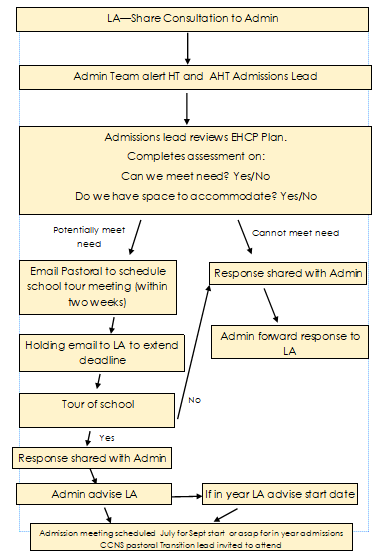 LA—Share Consultation to Admin
Admin Team alert HT and AHT Admissions Lead
Admissions lead reviews EHCP Plan.
Completes assessment on:
Can we meet need? Yes/No
Do we have space to accommodate? Yes/No
Potentially meet
need
Cannot meet need
Email Pastoral to schedule
school tour meeting (within
two weeks)
Response shared with Admin
Holding email to LA to extend
deadline
Admin forward response to
LA
Tour of school
No
Yes
Response shared with Admin
Admin advise LA
If in year LA advise start date
Admission meeting scheduled July for Sept start or asap for in year admissions
CCNS pastoral Transition lead invited to attend